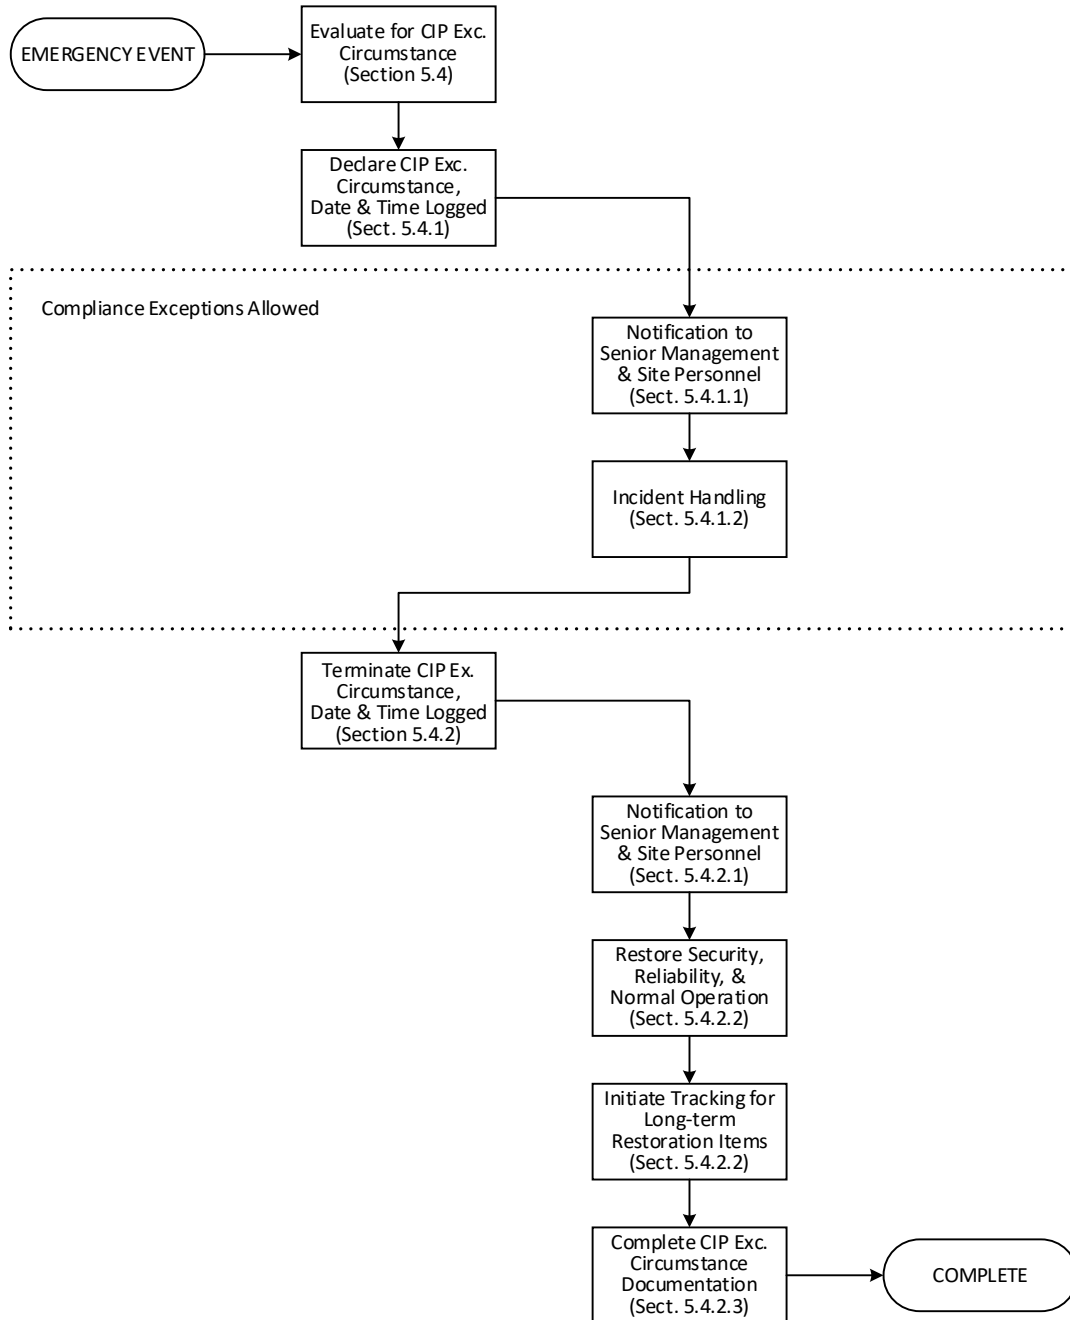 EMERGENCY EVENT
Evaluate for CIP Exc.
Circumstance
(Section 5.4)
Declare CIP Exc.
Circumstance,
Date & Time Logged
(Sect. 5.4.1)
Compliance Exceptions Allowed
Notification to
Senior Management
& Site Personnel
(Sect. 5.4.1.1)
Incident Handling
(Sect. 5.4.1.2)
Terminate CIP Ex.
Circumstance,
Date & Time Logged
(Section 5.4.2)
Notification to
Senior Management
& Site Personnel
(Sect. 5.4.2.1)
Restore Security,
Reliability, &
Normal Operation
(Sect. 5.4.2.2)
Initiate Tracking for
Long-term
Restoration Items
(Sect. 5.4.2.2)
Complete CIP Exc.
Circumstance
Documentation
(Sect. 5.4.2.3)
COMPLETE